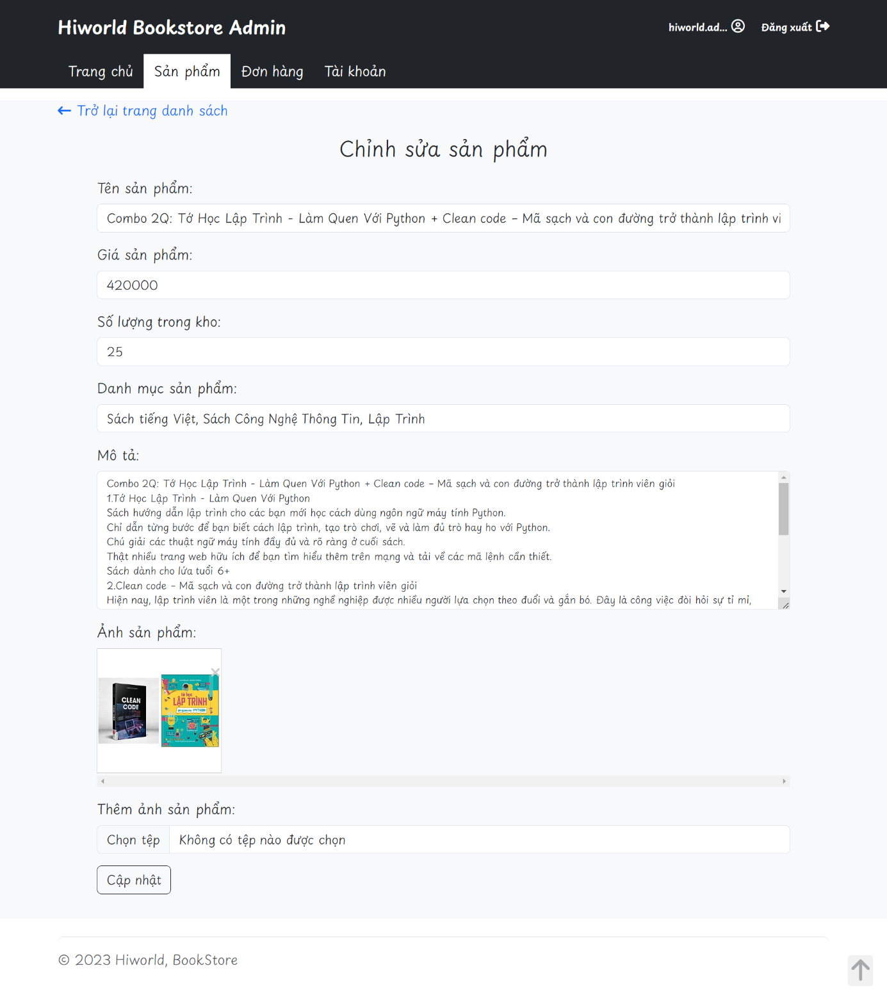 Hiworld Bookstore Admin
hiworld.ad...
Đăng xuất
Trang chủ
Sản phẩm
Đơn hàng
Tài khoản
Trở lại trang danh sách
Chỉnh sửa sản phẩm
Tên sản phẩm:
Combo 2Q: Tớ Học Lập Trình - Làm Quen Với Python + Clean code – Mã sạch và con đường trở thành lập trình vi
Giá sản phẩm:
420000
Số lượng trong kho:
25
Danh mục sản phẩm:
Sách tiếng Việt, Sách Công Nghệ Thông Tin, Lập Trình
Mô tả:
Combo 2Q: Tớ Học Lập Trình - Làm Quen Với Python + Clean code – Mã sạch và con đường trở thành lập trình viên giỏi
1.Tớ Học Lập Trình - Làm Quen Với Python
Sách hướng dẫn lập trình cho các bạn mới học cách dùng ngôn ngữ máy tính Python.
Chỉ dẫn từng bước để bạn biết cách lập trình, tạo trò chơi, vẽ và làm đủ trò hay ho với Python.
Chú giải các thuật ngữ máy tính đầy đủ và rõ ràng ở cuối sách.
Thật nhiều trang web hữu ích để bạn tìm hiểu thêm trên mạng và tải về các mã lệnh cần thiết.
Sách dành cho lứa tuổi 6+
2.Clean code – Mã sạch và con đường trở thành lập trình viên giỏi
Hiện nay, lập trình viên là một trong những nghề nghiệp được nhiều người lựa chọn theo đuổi và gắn bó. Đây là công việc đòi hỏi sự tỉ mỉ,
Ảnh sản phẩm:
CLEAN
CODE
tớ học
LẬP TRÌNH
làm quen với PYTHON
Thêm ảnh sản phẩm:
Chọn tệp
Không có tệp nào được chọn
Cập nhật
© 2023 Hiworld, BookStore